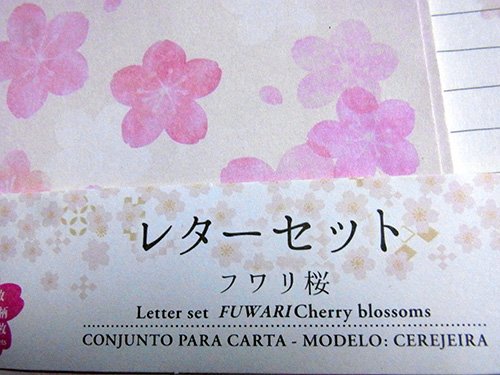 レターセット
フワリ桜
Letter set FUWARI Cherry blossoms
CONJUNTO PARA CARTA - MODELO: CEREJEIRA